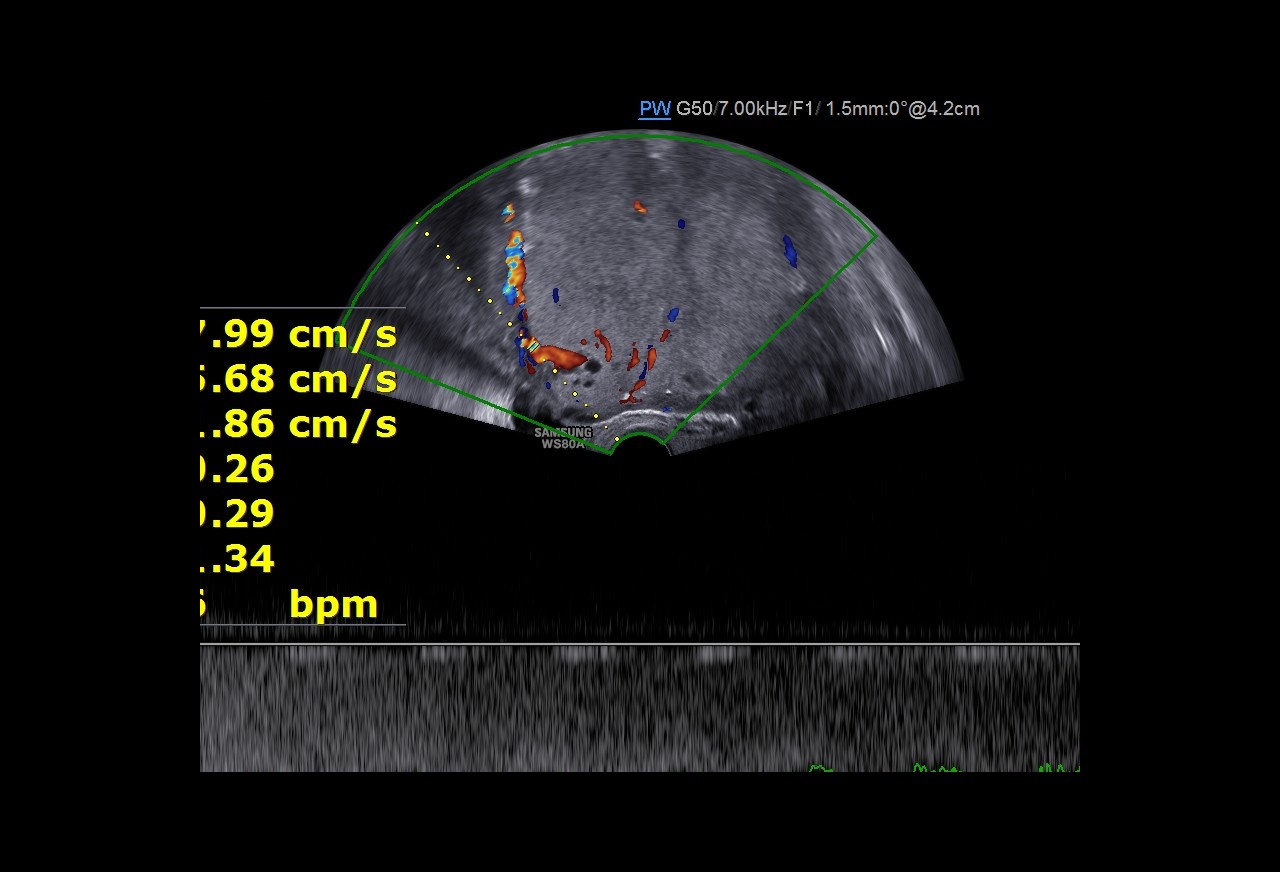 PW G50/7.00kHz/F1/ 1.5mm:0°@4.2cm
.99 cm/s
.68 cm/s
.86 cm/s
.26
.29
.34
bpm
SAMSUNG
WS80A